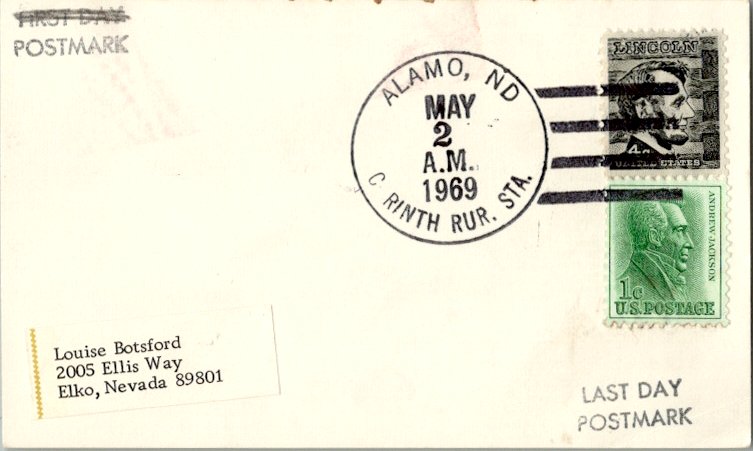 FIRST DAY
POSTMARK
ALAMO, ND
MAY
2
A.M.
1969
C RINTH RUR. STA.
LINCOLN
4c
UNITED STATES
ANDREW JACKSON
1c
U.S. POSTAGE
Louise Botsford
2005 Ellis Way
Elko, Nevada 89801
LAST DAY
POSTMARK